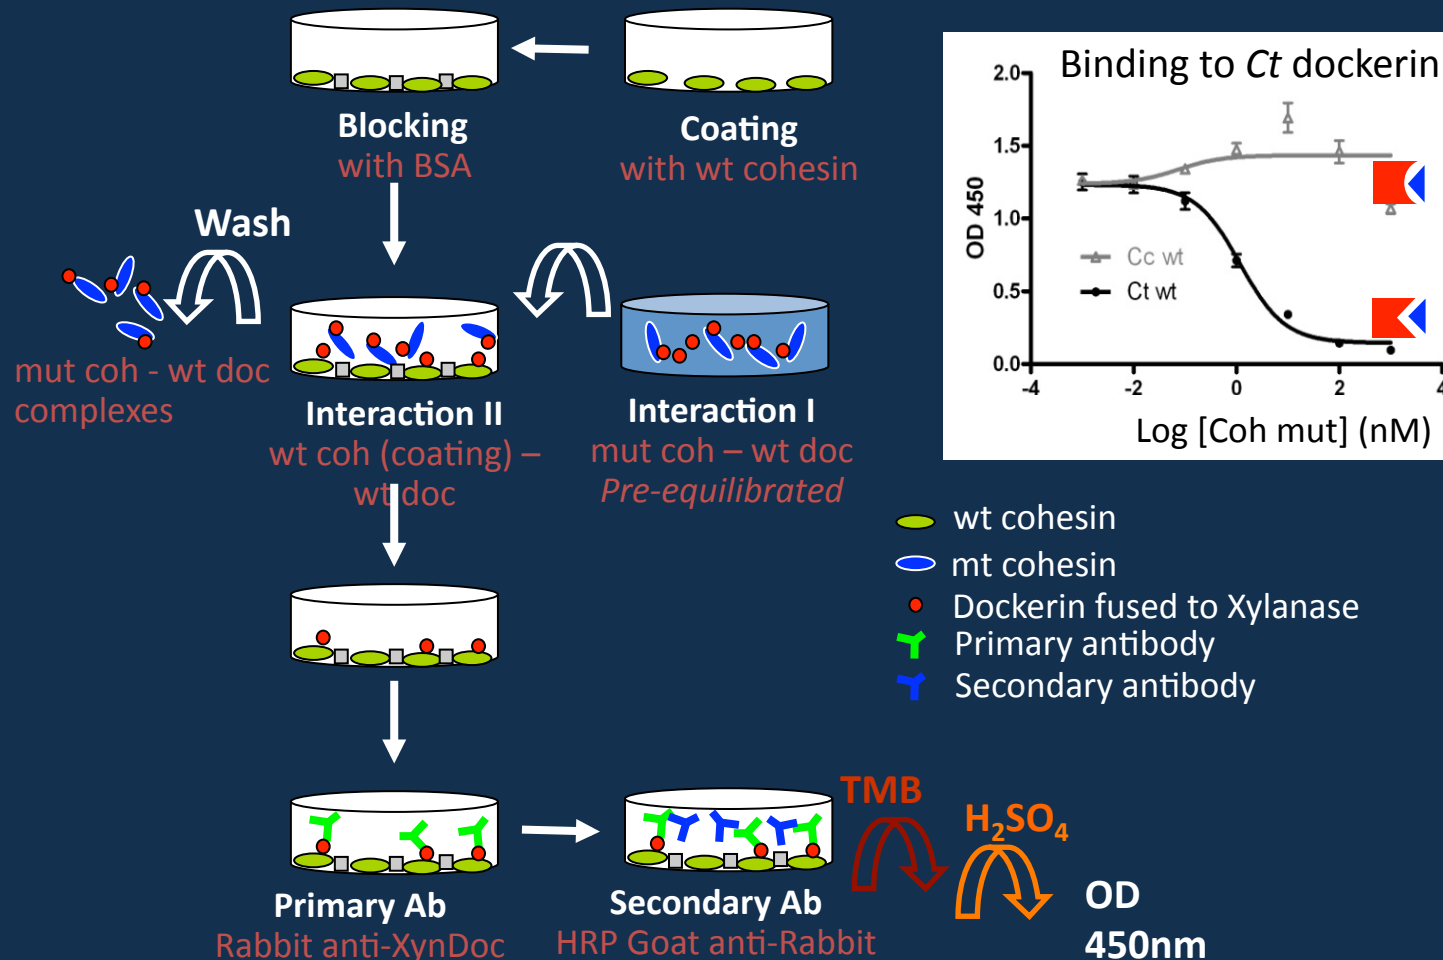 Blocking
with BSA
Coating
with wt cohesin
Wash
mut coh - wt doc
complexes
Interaction II
wt coh (coating) –
wt doc
Interaction I
mut coh – wt doc
Pre-equilibrated
Binding to Ct dockerin
2.0
1.5
1.0
0.5
0.0
OD 450
Cc wt
Ct wt
-4
-2
0
2
4
Log [Coh mut] (nM)
wt cohesin
mt cohesin
Dockerin fused to Xylanase
Primary antibody
Secondary antibody
Primary Ab
Rabbit anti-XynDoc
Secondary Ab
HRP Goat anti-Rabbit
TMB
H₂SO₄
OD
450nm